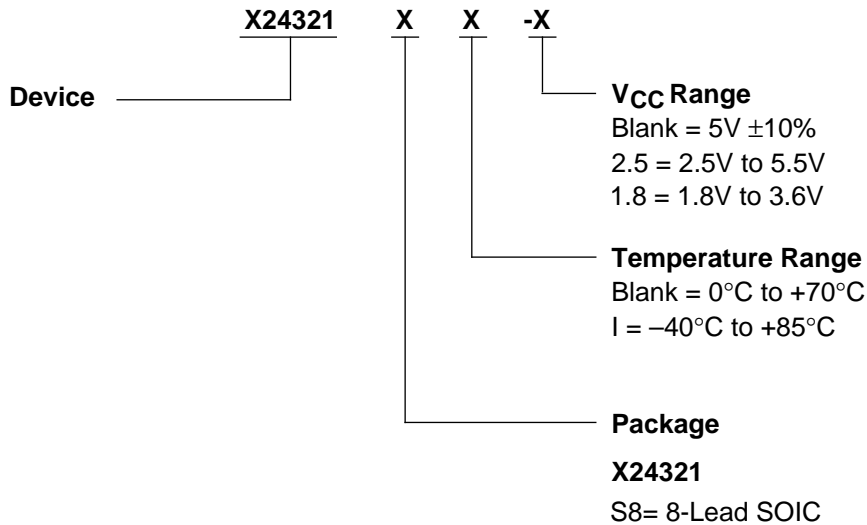 X24321 X X -X
Device
VCC Range
Blank = 5V ±10%
2.5 = 2.5V to 5.5V
1.8 = 1.8V to 3.6V
Temperature Range
Blank = 0°C to +70°C
I = –40°C to +85°C
Package
X24321
S8= 8-Lead SOIC